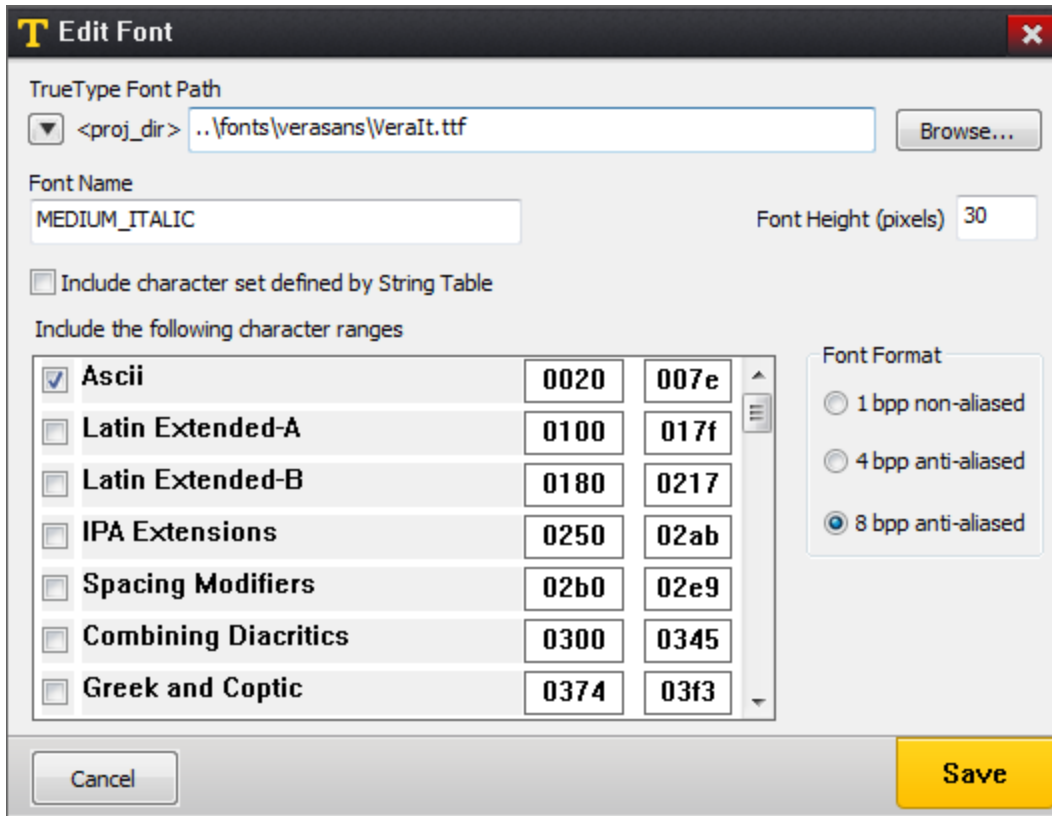 T Edit Font
TrueType Font Path
<proj_dir> ..\fonts\verasans\VeraIt.ttf Browse...
Font Name
MEDIUM_ITALIC Font Height (pixels) 30
Include character set defined by String Table
Include the following character ranges
Font Format
Ascii 0020 007e
1 bpp non-aliased
Latin Extended-A 0100 017f
4 bpp anti-aliased
Latin Extended-B 0180 0217
8 bpp anti-aliased
IPA Extensions 0250 02ab
Spacing Modifiers 02b0 02e9
Combining Diacritics 0300 0345
Greek and Coptic 0374 03f3
Cancel Save